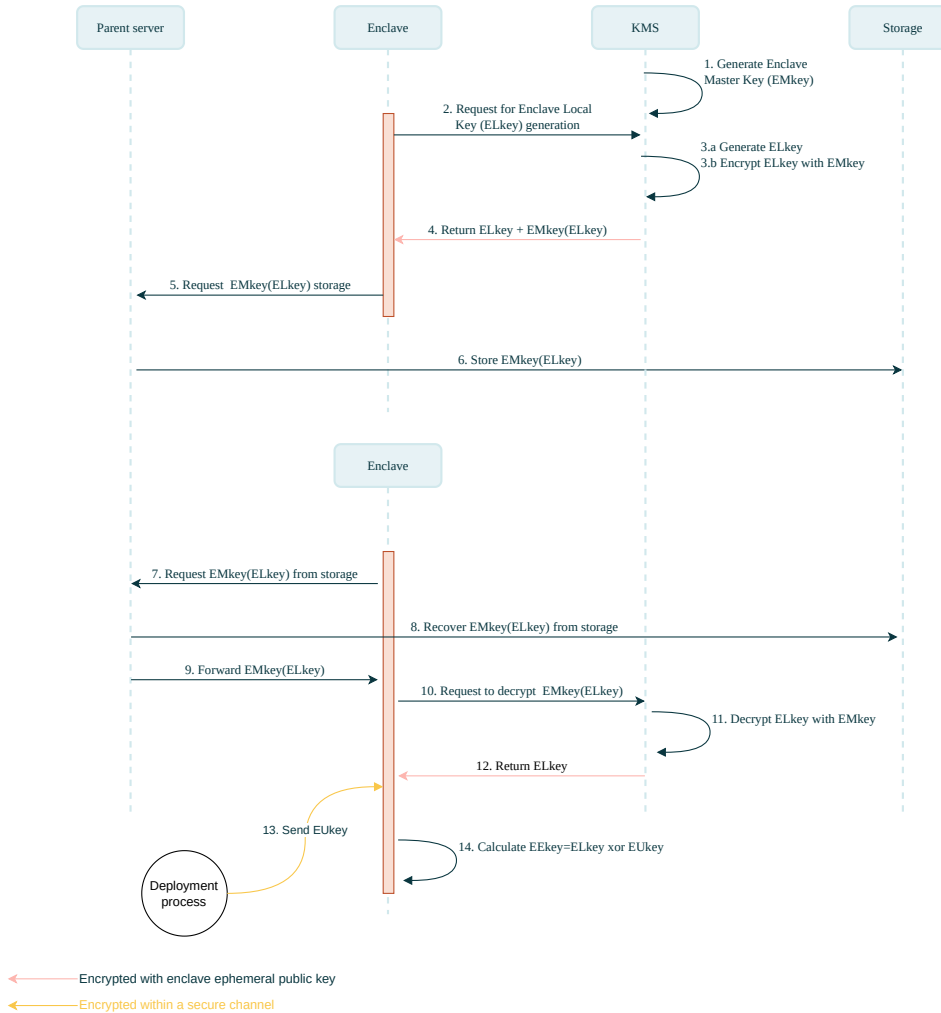 Parent server
Enclave
KMS
Storage
1. Generate Enclave
Master Key (EMkey)
2. Request for Enclave Local
Key (ELkey) generation
3.a Generate ELkey
3.b Encrypt ELkey with EMkey
4. Return ELkey + EMkey(ELkey)
5. Request  EMkey(ELkey) storage
6. Store EMkey(ELkey)
Enclave
7. Request EMkey(ELkey) from storage
8. Recover EMkey(ELkey) from storage
9. Forward EMkey(ELkey)
10. Request to decrypt  EMkey(ELkey)
11. Decrypt ELkey with EMkey
12. Return ELkey
13. Send EUkey
14. Calculate EEkey=ELkey xor EUkey
Deployment
process
Encrypted with enclave ephemeral public key
Encrypted within a secure channel